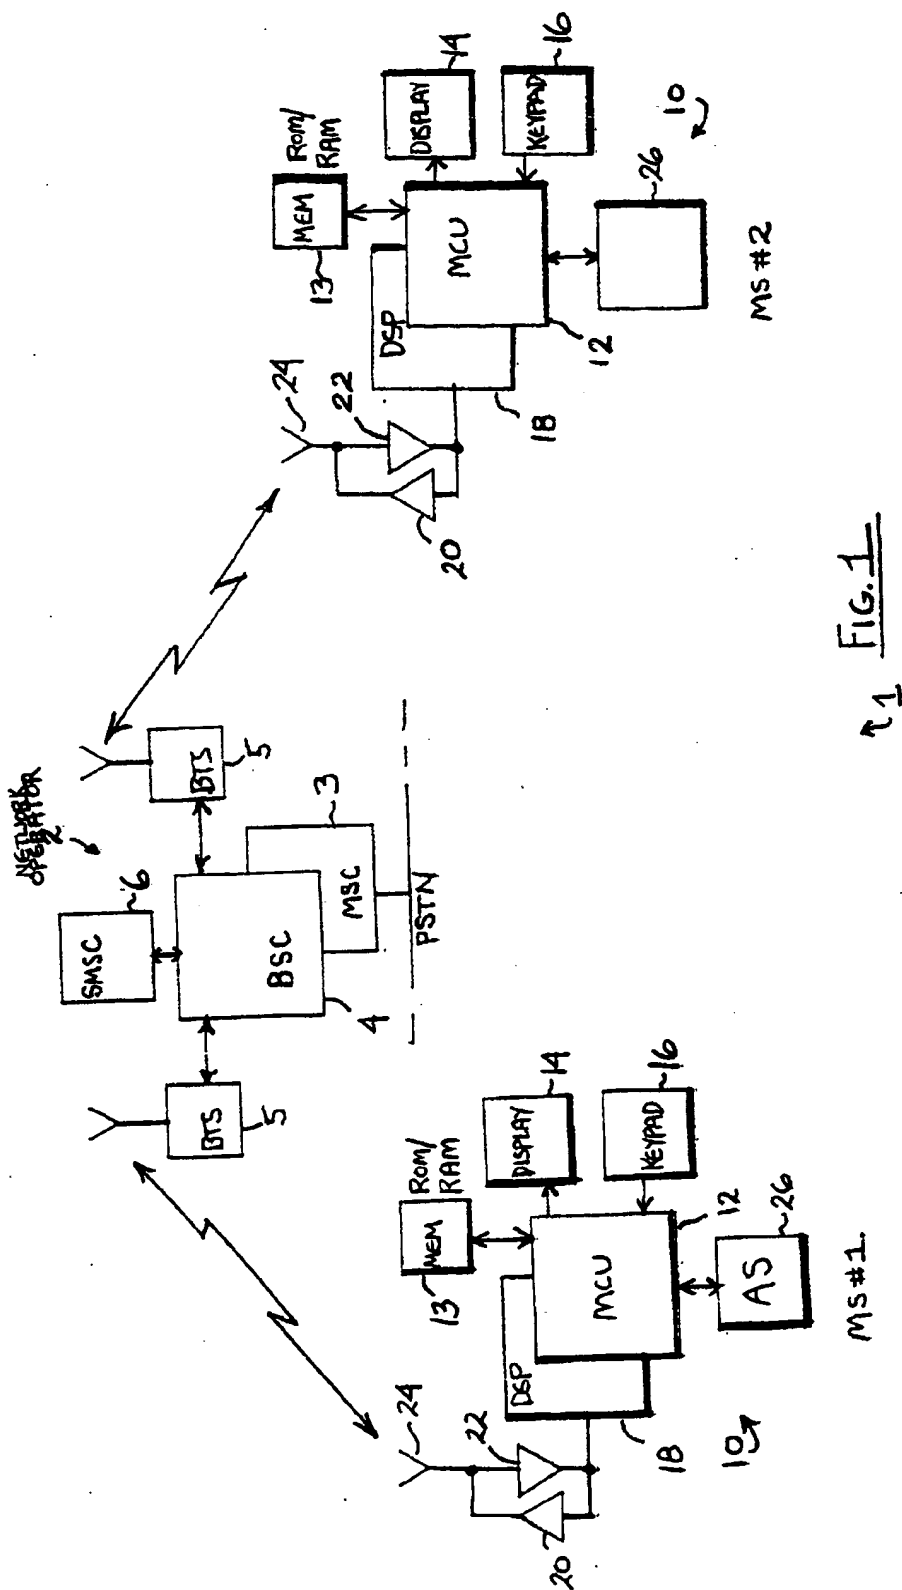 NETWORK
OPERATOR
2
SMSC
6
BTS
5
BTS
5
BSC
4
MSC
3
PSTN
24
22
20
DSP
18
MEM
13
ROM/
RAM
MCU
12
DISPLAY
14
KEYPAD
16
AS
26
10
MS#1
24
22
20
DSP
18
MEM
13
ROM/
RAM
MCU
12
DISPLAY
14
KEYPAD
16
26
10
MS#2
1
FIG. 1